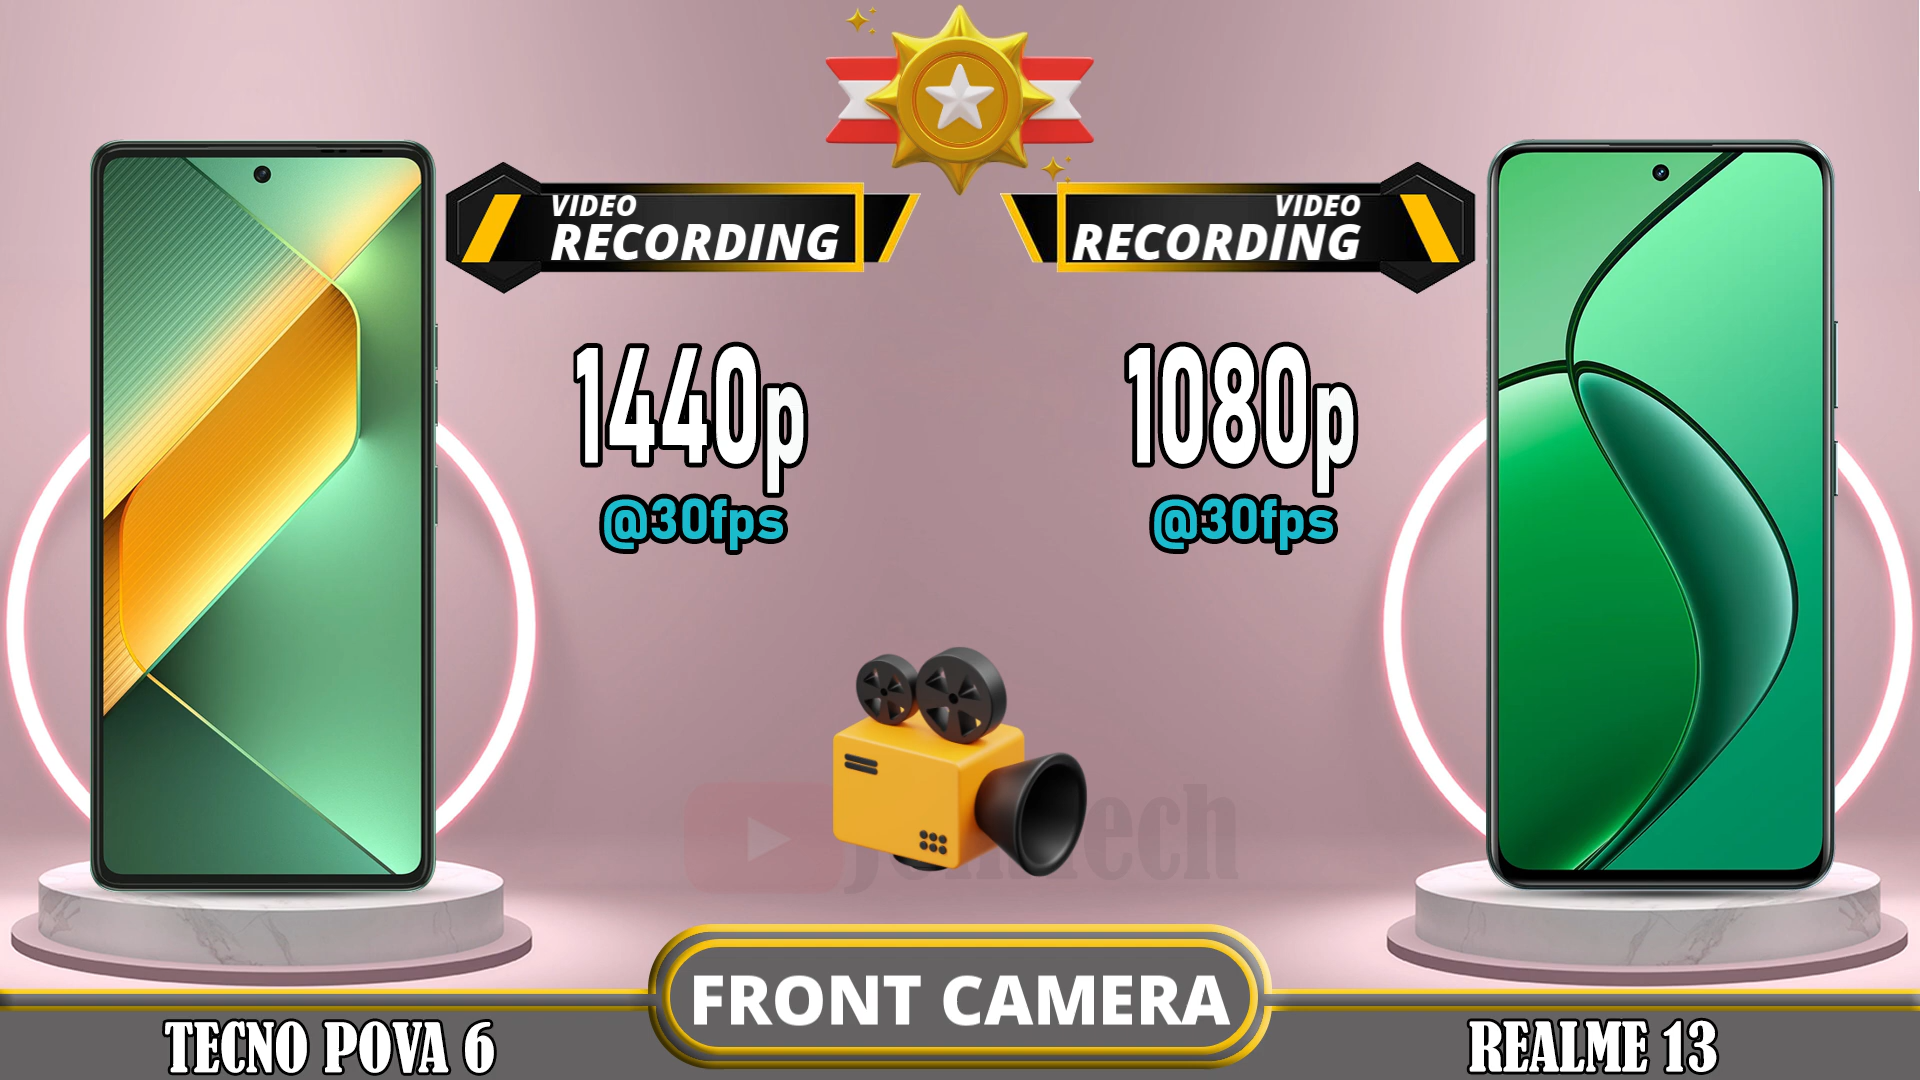 VIDEO
RECORDING
VIDEO
RECORDING
1440p
@30fps
1080p
@30fps
FRONT CAMERA
TECNO POVA 6
REALME 13